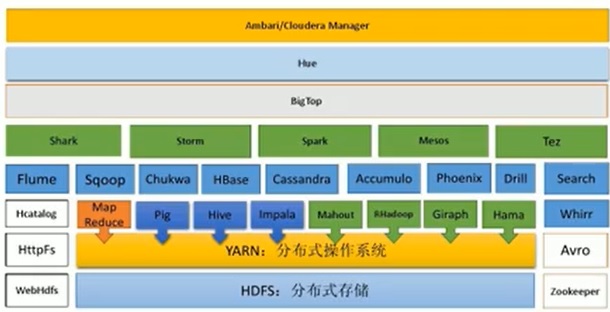 Ambari/Cloudera Manager
Hue
BigTop
Shark Storm Spark Mesos Tez
Flume Sqoop Chukwa HBase Cassandra Accumulo Phoenix Drill Search
Hcatalog Map Reduce Pig Hive Impala Mahout RHadoop Giraph Hama Whirr
HttpFs YARN：分布式操作系统 Avro
WebHdfs HDFS：分布式存储 Zookeeper